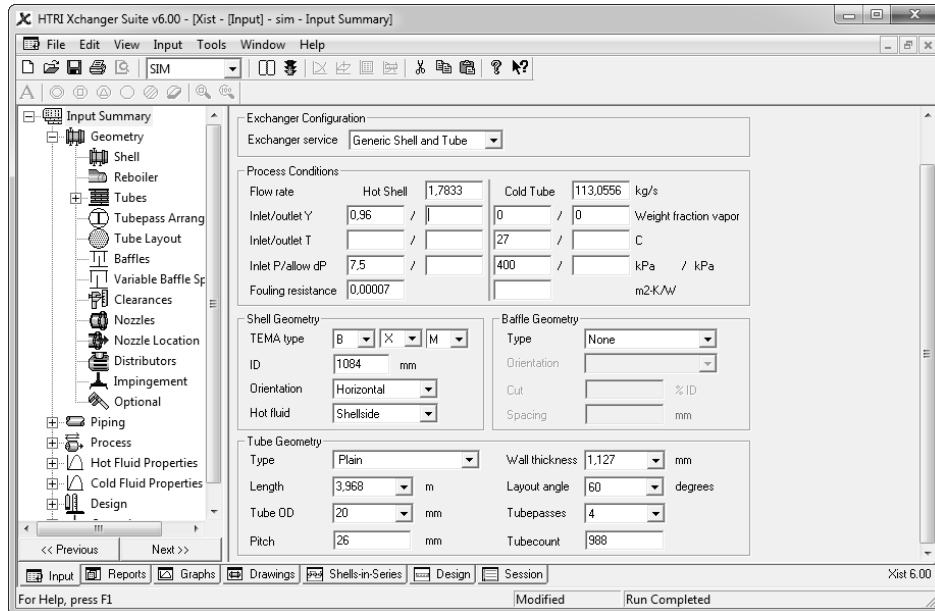 HTRI Xchanger Suite v6.00 - [Xist - [Input] - sim - Input Summary]
File Edit View Input Tools Window Help
SIM
Input Summary
Geometry
Shell
Reboiler
Tubes
Tubepass Arrang
Tube Layout
Baffles
Variable Baffle Sp
Clearances
Nozzles
Nozzle Location
Distributors
Impingement
Optional
Piping
Process
Hot Fluid Properties
Cold Fluid Properties
Design
<< Previous Next >>
Exchanger Configuration
Exchanger service Generic Shell and Tube
Process Conditions
Flow rate Hot Shell 1,7833 Cold Tube 113,0556 kg/s
Inlet/outlet Y 0,96 / 0 / 0 Weight fraction vapor
Inlet/outlet T / 27 / C
Inlet P/allow dP 7,5 / 400 / kPa / kPa
Fouling resistance 0,00007 m2-K/W
Shell Geometry
TEMA type B X M
ID 1084 mm
Orientation Horizontal
Hot fluid Shellside
Baffle Geometry
Type None
Orientation
Cut % ID
Spacing mm
Tube Geometry
Type Plain Wall thickness 1,127 mm
Length 3,968 m Layout angle 60 degrees
Tube OD 20 mm Tubepasses 4
Pitch 26 mm Tubecount 988
Input Reports Graphs Drawings Shells-in-Series Design Session Xist 6.00
For Help, press F1 Modified Run Completed